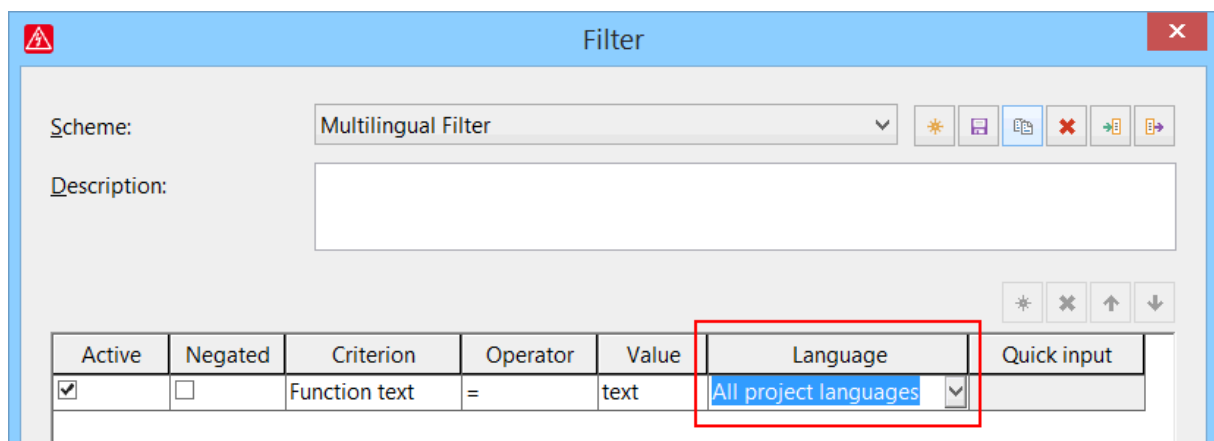 Filter
Scheme: Multilingual Filter
Description:
Active Negated Criterion Operator Value Language Quick input
Function text = text All project languages